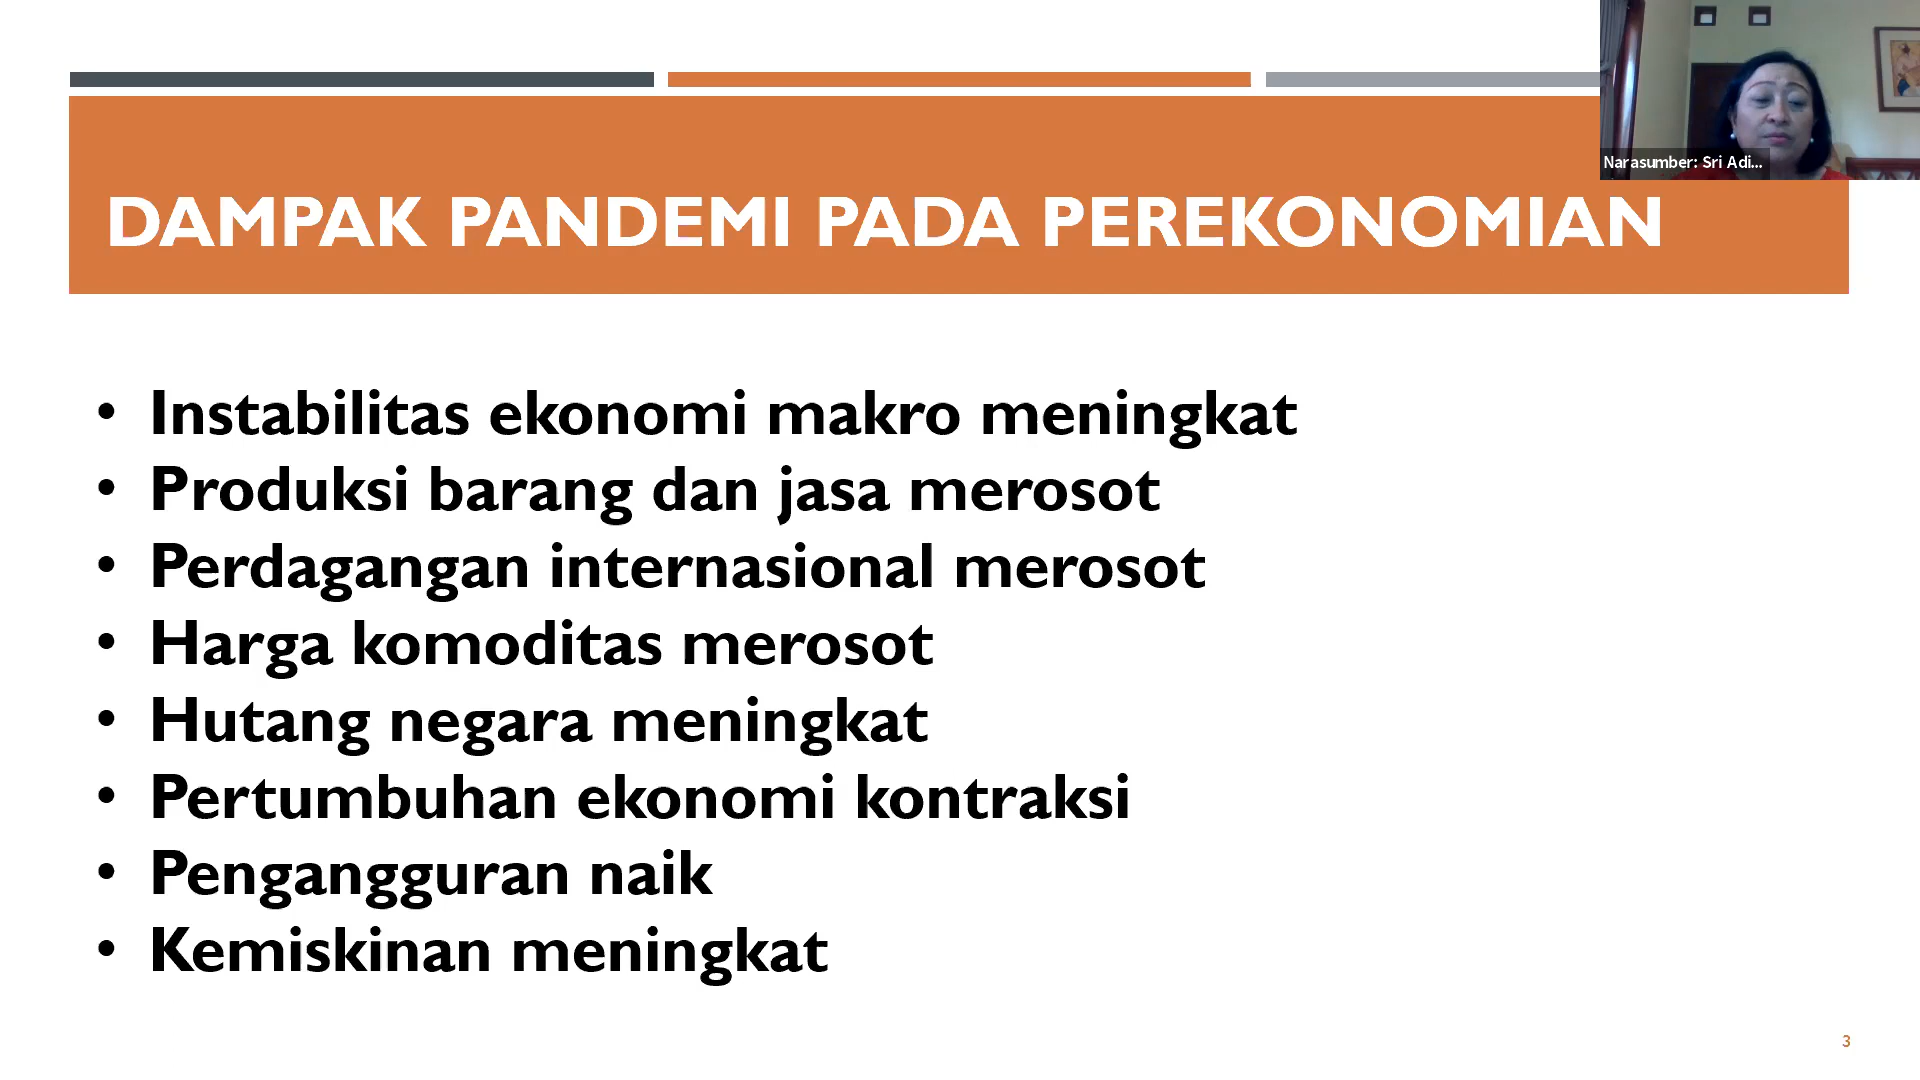 Narasumber: Sri Adi...
DAMPAK PANDEMI PADA PEREKONOMIAN
• Instabilitas ekonomi makro meningkat
• Produksi barang dan jasa merosot
• Perdagangan internasional merosot
• Harga komoditas merosot
• Hutang negara meningkat
• Pertumbuhan ekonomi kontraksi
• Pengangguran naik
• Kemiskinan meningkat
3